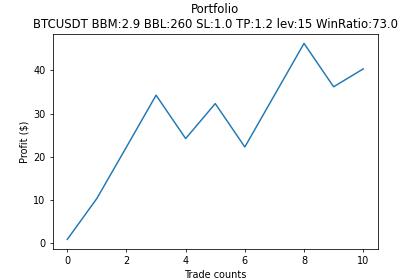 Portfolio
BTCUSDT BBM:2.9 BBL:260 SL:1.0 TP:1.2 lev:15 WinRatio:73.0
40
30
20
10
0
Profit ($)
0 2 4 6 8 10
Trade counts